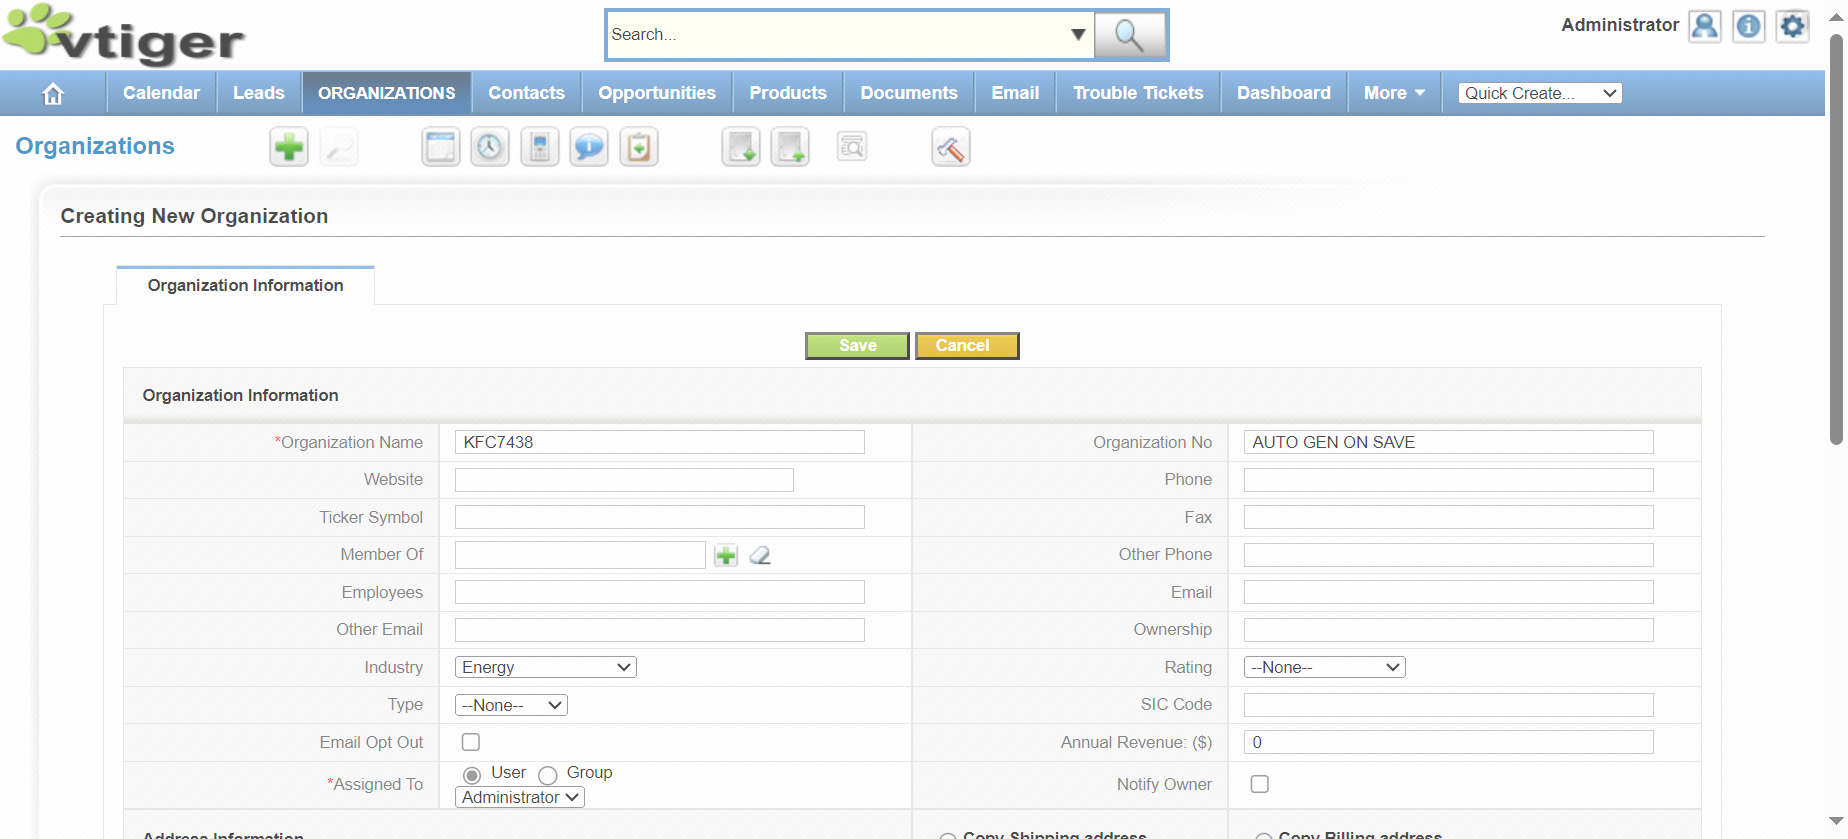 vtiger
Search...
Administrator
Calendar
Leads
ORGANIZATIONS
Contacts
Opportunities
Products
Documents
Email
Trouble Tickets
Dashboard
More
Quick Create...
Organizations
Creating New Organization
Organization Information
Save
Cancel
Organization Information
*Organization Name
KFC7438
Organization No
AUTO GEN ON SAVE
Website
Phone
Ticker Symbol
Fax
Member Of
Other Phone
Employees
Email
Other Email
Ownership
Industry
Energy
Rating
--None--
Type
--None--
SIC Code
Email Opt Out
Annual Revenue: ($)
0
*Assigned To
User
Group
Administrator
Notify Owner
Address Information
Copy Shipping address
Copy Billing address